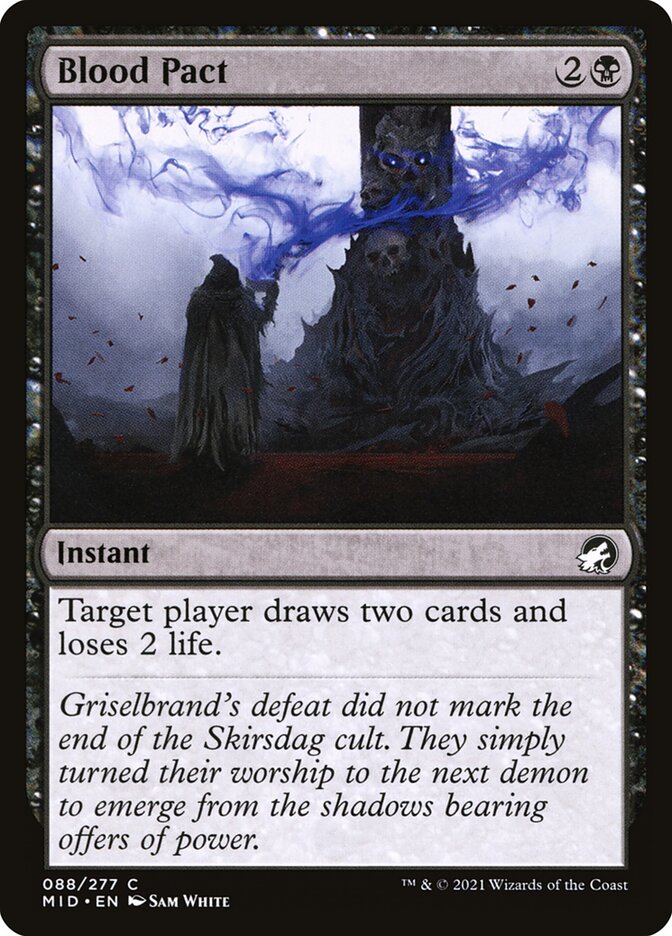 Blood Pact 2
Instant
Target player draws two cards and
loses 2 life.
Griselbrand's defeat did not mark the
end of the Skirsdag cult. They simply
turned their worship to the next demon
to emerge from the shadows bearing
offers of power.
088/277 C
MID • EN Sam White
™ & © 2021 Wizards of the Coast